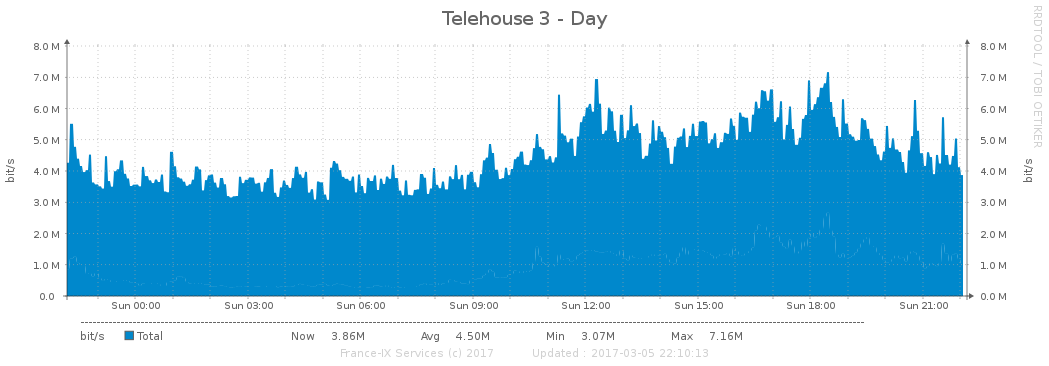 Telehouse 3 - Day
RRDTOOL / TOBI OETIKER
8.0 M 8.0 M
7.0 M 7.0 M
6.0 M 6.0 M
5.0 M 5.0 M
4.0 M 4.0 M
3.0 M 3.0 M
2.0 M 2.0 M
1.0 M 1.0 M
0.0 0.0 M
bit/s
bit/s
Sun 00:00 Sun 03:00 Sun 06:00 Sun 09:00 Sun 12:00 Sun 15:00 Sun 18:00 Sun 21:00
bit/s Total Now 3.86M Avg 4.50M Min 3.07M Max 7.16M
France-IX Services (c) 2017 Updated : 2017-03-05 22:10:13